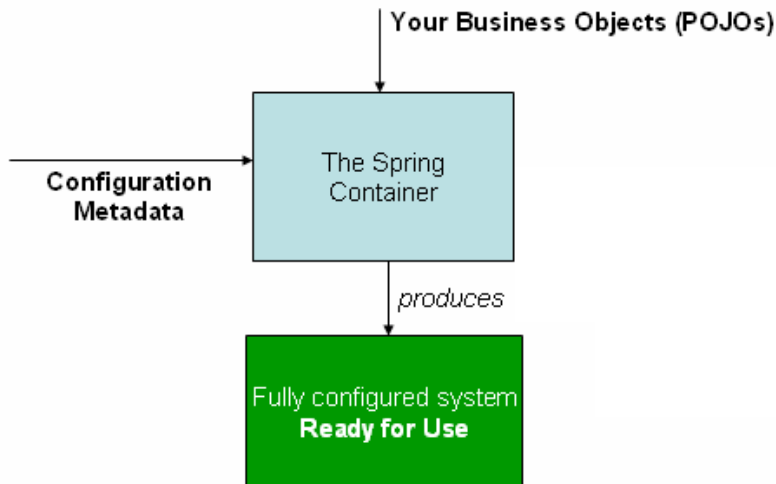 Your Business Objects (POJOs)
The Spring
Container
Configuration
Metadata
produces
Fully configured system
Ready for Use